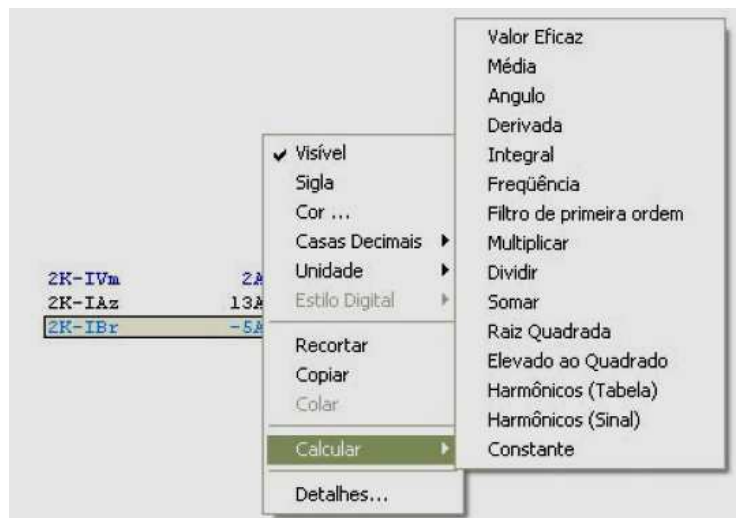 2K-IVm 2A
2K-IAz 13A
2K-IBr -5A
Visível
Sigla
Cor ...
Casas Decimais
Unidade
Estilo Digital
Recortar
Copiar
Colar
Calcular
Detalhes...
Valor Eficaz
Média
Angulo
Derivada
Integral
Freqüência
Filtro de primeira ordem
Multiplicar
Dividir
Somar
Raiz Quadrada
Elevado ao Quadrado
Harmônicos (Tabela)
Harmônicos (Sinal)
Constante